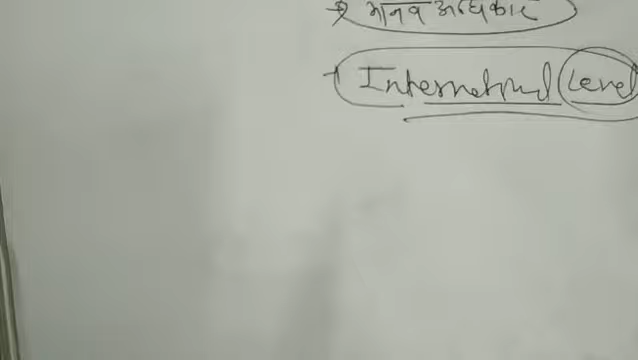 → मानव अधिकार
→ International Level